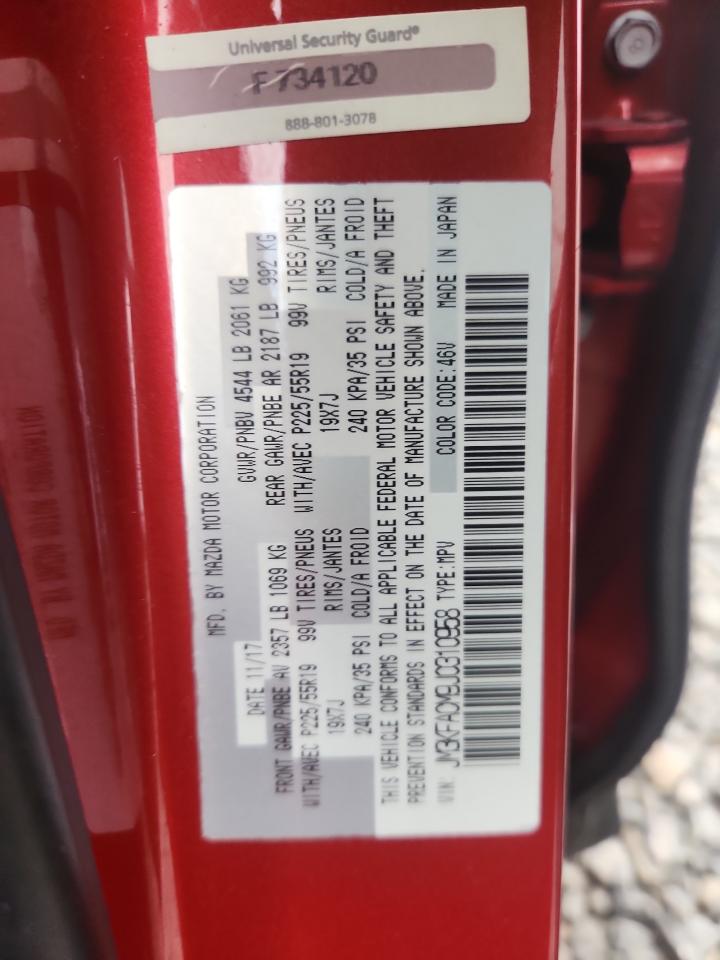 Universal Security Guard®
F 734120
888-801-3078
MFD. BY MAZDA MOTOR CORPORATION
DATE 11/17 GVWR/PNBV 4544 LB 2061 KG
FRONT GAWR/PNBE AV 2357 LB 1069 KG REAR GAWR/PNBE AR 2187 LB 992 KG
WITH/AVEC P225/55R19 99V TIRES/PNEUS WITH/AVEC P225/55R19 99V TIRES/PNEUS
19X7J RIMS/JANTES 19X7J RIMS/JANTES
240 KPA/35 PSI COLD/A FROID 240 KPA/35 PSI COLD/A FROID
THIS VEHICLE CONFORMS TO ALL APPLICABLE FEDERAL MOTOR VEHICLE SAFETY AND THEFT
PREVENTION STANDARDS IN EFFECT ON THE DATE OF MANUFACTURE SHOWN ABOVE.
VIN: JM3KFACM9J0310958 TYPE:MPV COLOR CODE:46V MADE IN JAPAN